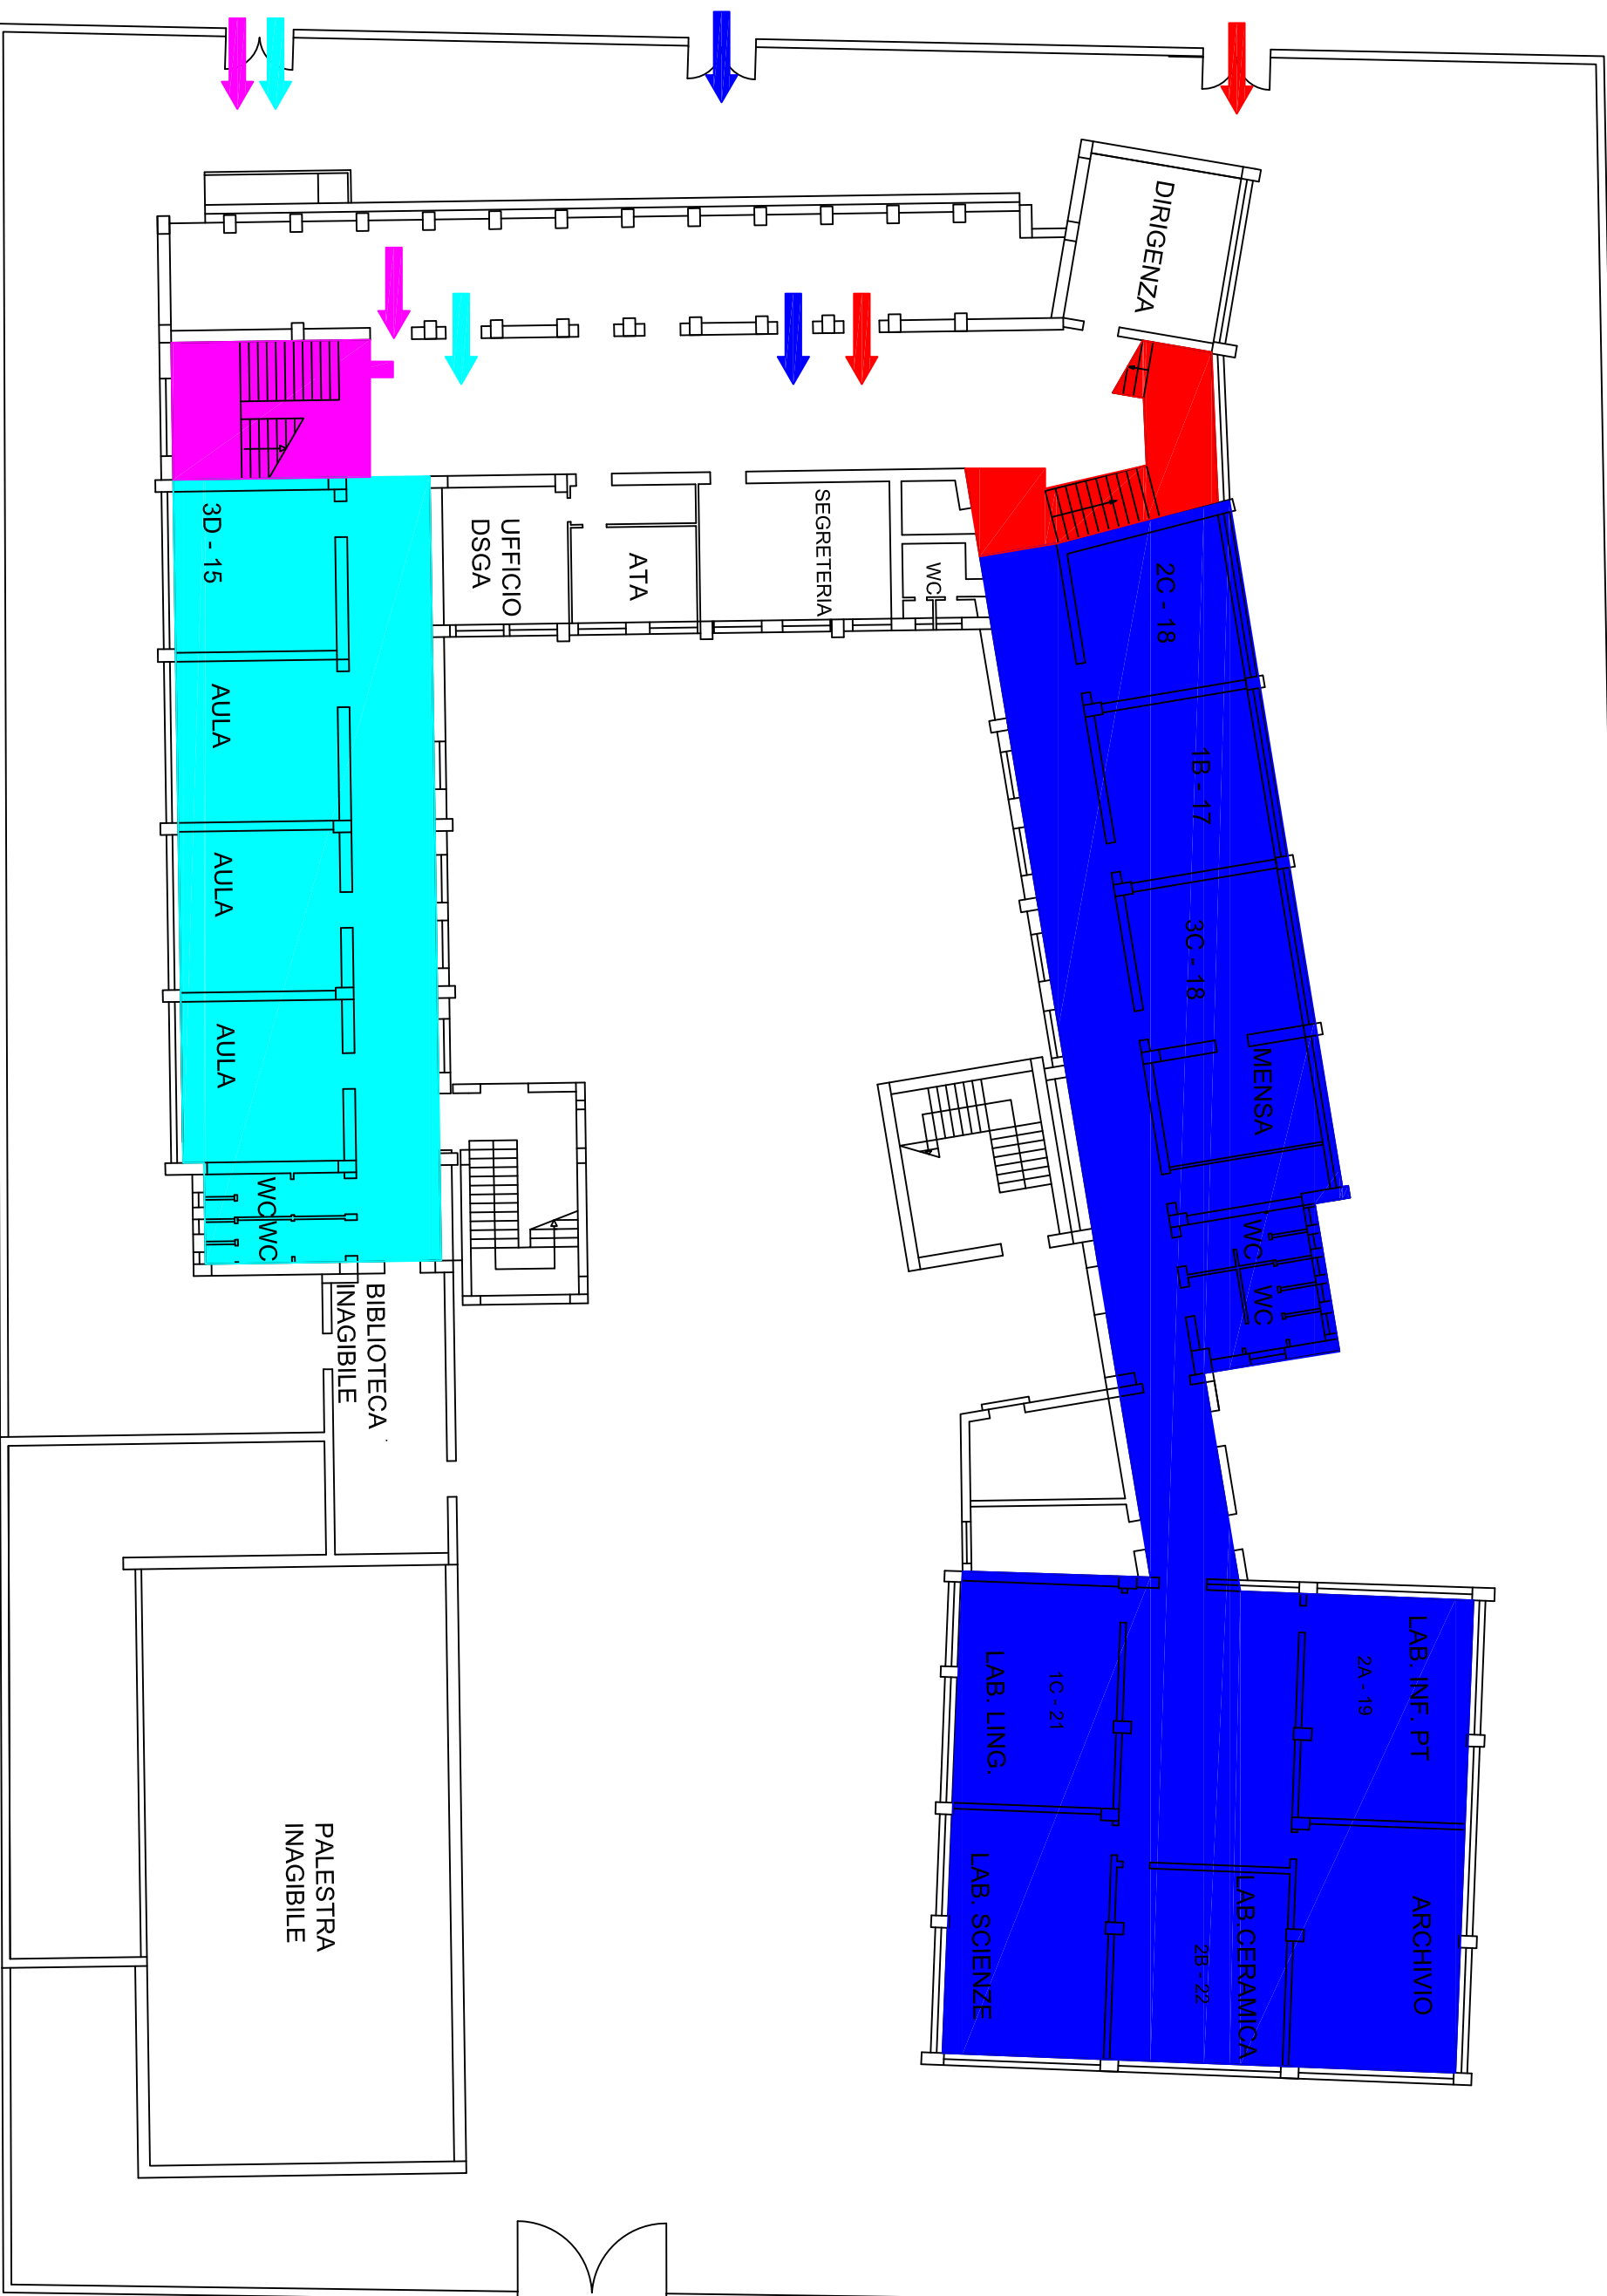 DIRIGENZA
3D - 15
UFFICIO
DSGA
ATA
SEGRETERIA
WC
2C - 18
AULA
1B - 17
AULA
3C - 18
AULA
MENSA
WC
WC
WC
WC
BIBLIOTECA
INAGIBILE
LAB. LING.
1C - 21
2A - 19
LAB. INF. PT
PALESTRA
INAGIBILE
LAB. SCIENZE
2B - 22
LAB.CERAMICA
ARCHIVIO